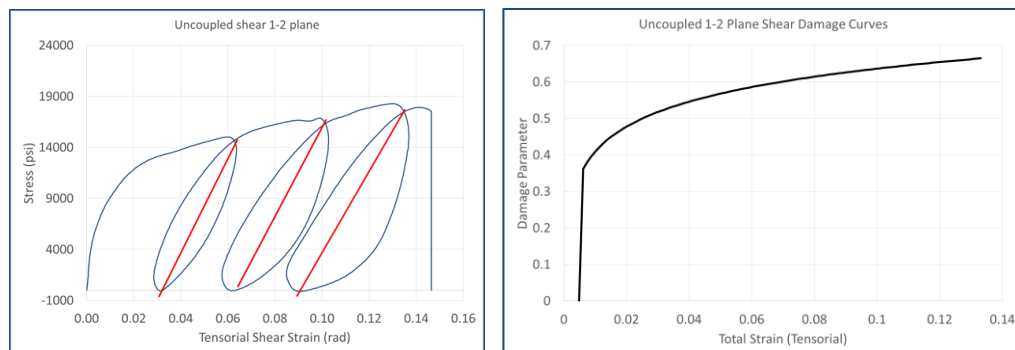 Uncoupled shear 1-2 plane
24000
19000
14000
9000
4000
-1000
Stress (psi)
0.00 0.02 0.04 0.06 0.08 0.10 0.12 0.14 0.16
Tensorial Shear Strain (rad)
Uncoupled 1-2 Plane Shear Damage Curves
0.7
0.6
0.5
0.4
0.3
0.2
0.1
0
Damage Parameter
0 0.02 0.04 0.06 0.08 0.1 0.12 0.14
Total Strain (Tensorial)